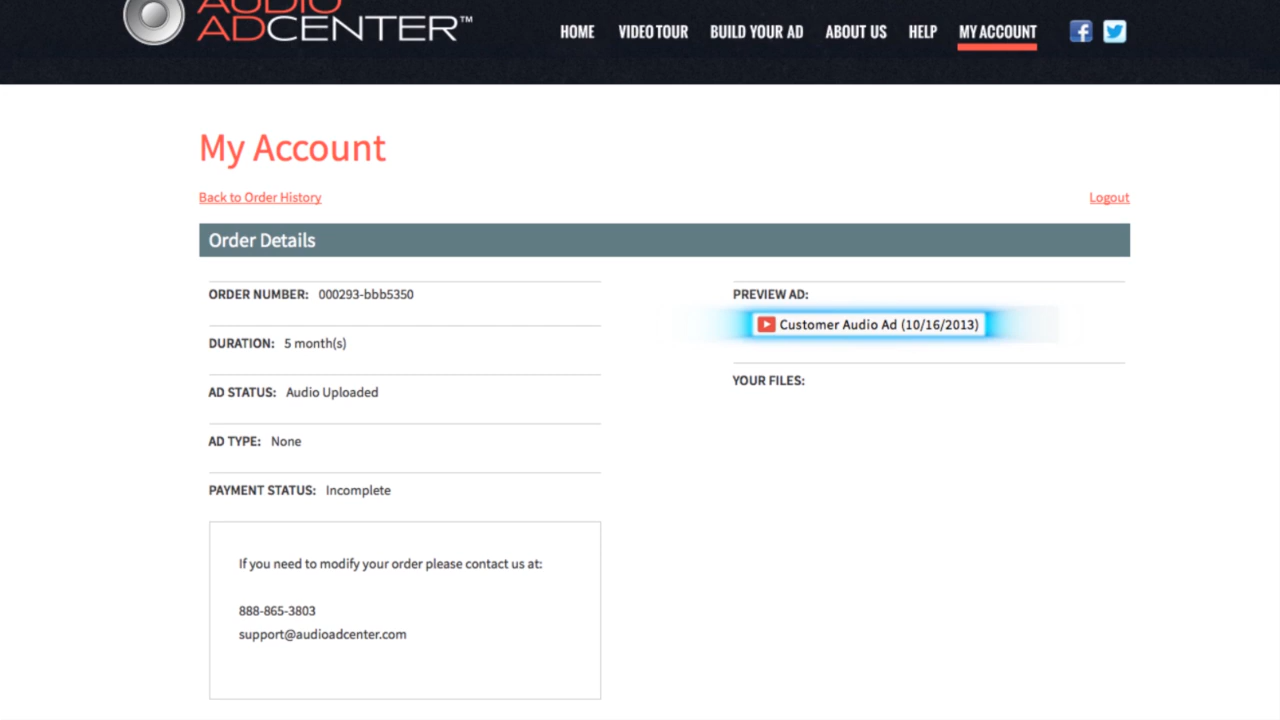 AUDIO
ADCENTER™
HOME VIDEO TOUR BUILD YOUR AD ABOUT US HELP MY ACCOUNT
My Account
Back to Order History
Logout
Order Details
ORDER NUMBER: 000293-bbb5350
DURATION: 5 month(s)
AD STATUS: Audio Uploaded
AD TYPE: None
PAYMENT STATUS: Incomplete
If you need to modify your order please contact us at:
888-865-3803
support@audioadcenter.com
PREVIEW AD:
Customer Audio Ad (10/16/2013)
YOUR FILES: